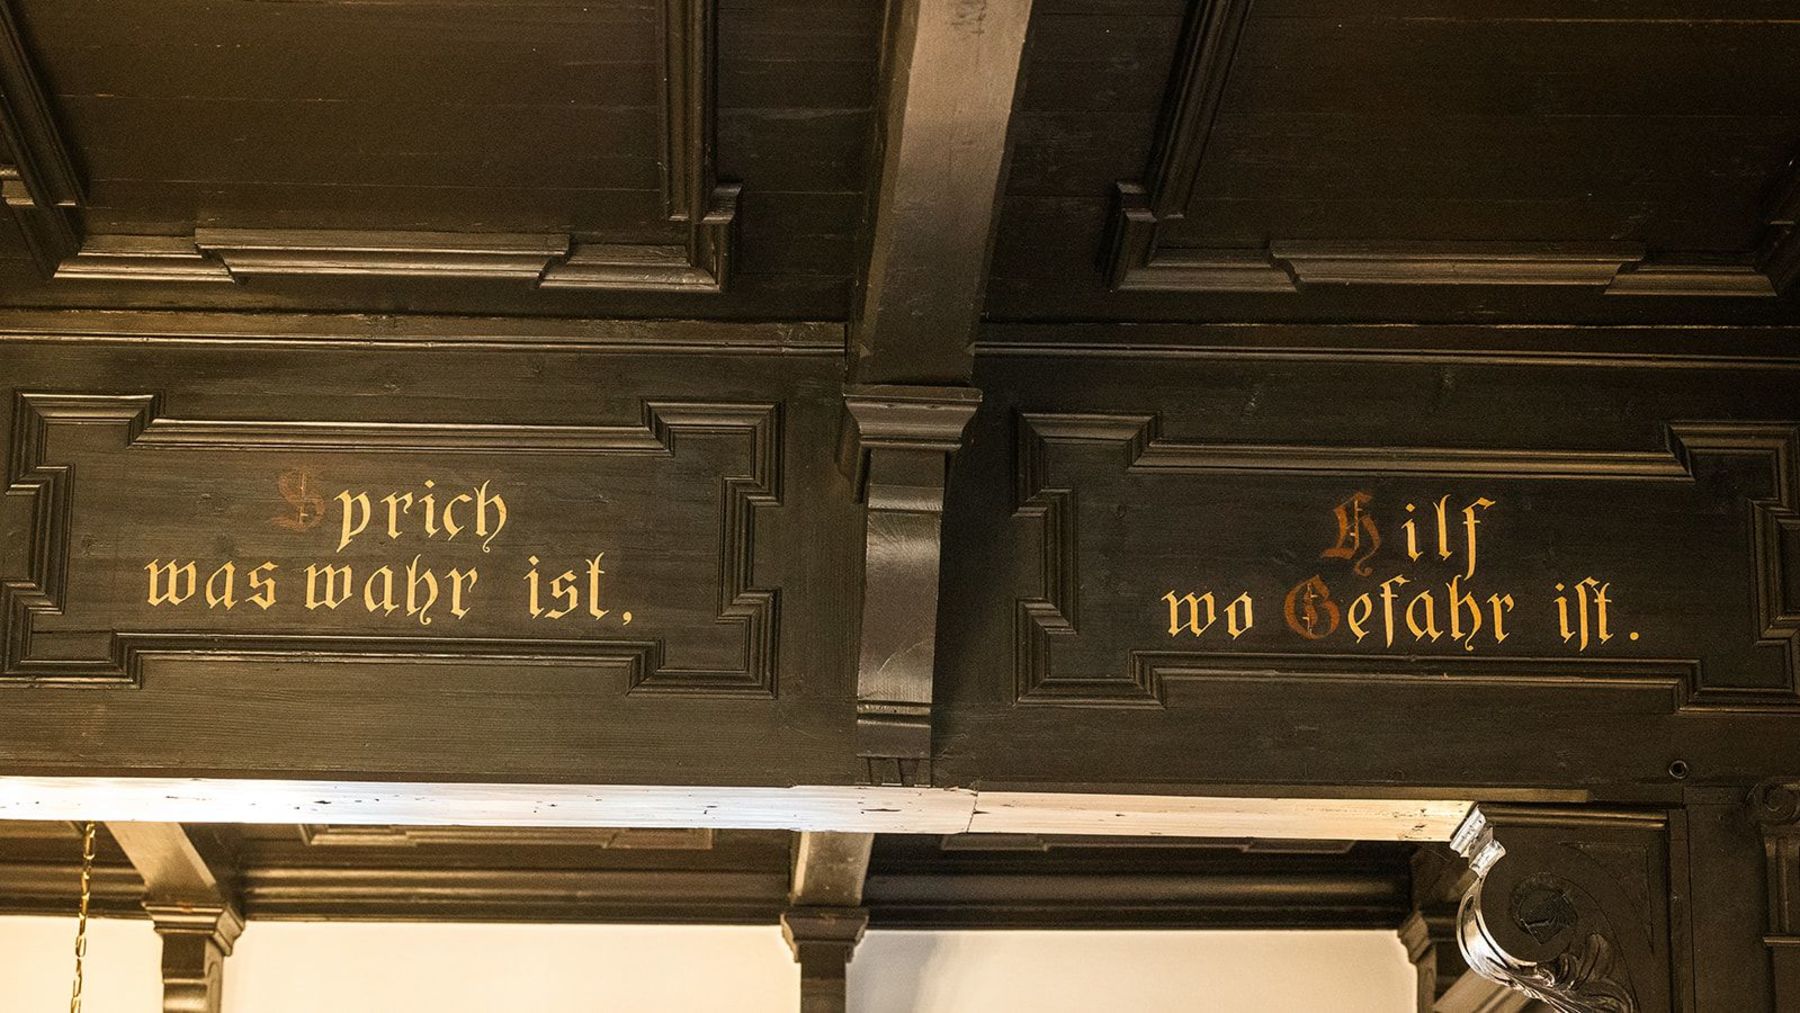 Sprich
was wahr ist,
Hilf
wo Gefahr iſt.